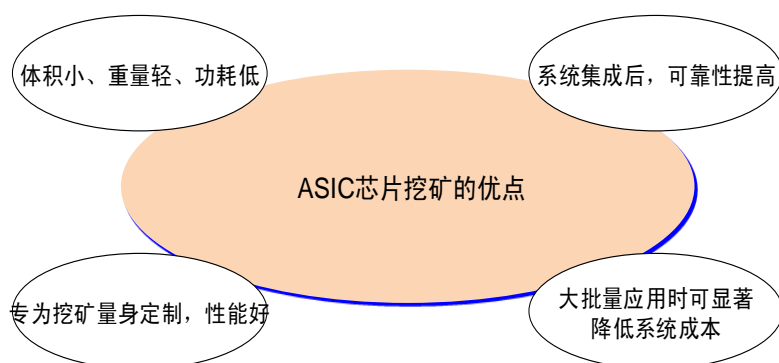 体积小、重量轻、功耗低
系统集成后，可靠性提高
ASIC芯片挖矿的优点
专为挖矿量身定制，性能好
大批量应用时可显著
降低系统成本